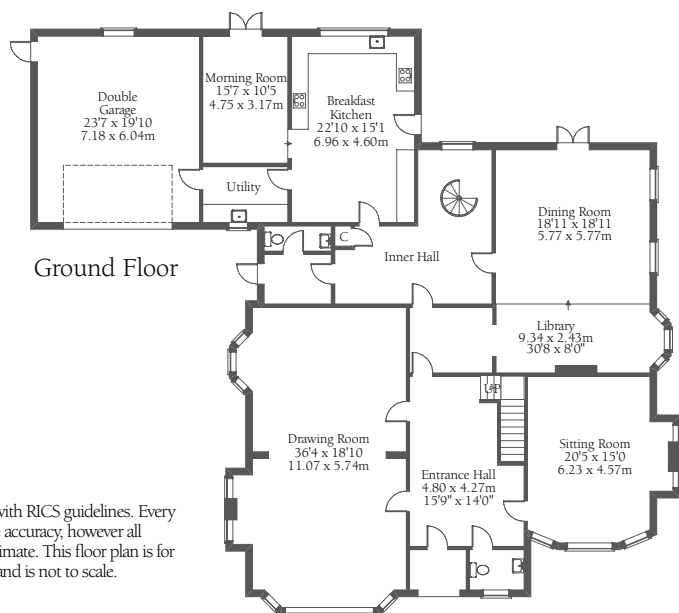 Double
Garage
23'7 x 19'10
7.18 x 6.04m
Morning Room
15'7 x 10'5
4.75 x 3.17m
Breakfast
Kitchen
22'10 x 15'1
6.96 x 4.60m
Utility
Dining Room
18'11 x 18'11
5.77 x 5.77m
C
Inner Hall
Ground Floor
Library
9.34 x 2.43m
30'8 x 8'0"
UP
Drawing Room
36'4 x 18'10
11.07 x 5.74m
Sitting Room
20'5 x 15'0
6.23 x 4.57m
Entrance Hall
4.80 x 4.27m
15'9" x 14'0"
with RICS guidelines. Every
accuracy, however all
imate. This floor plan is for
and is not to scale.